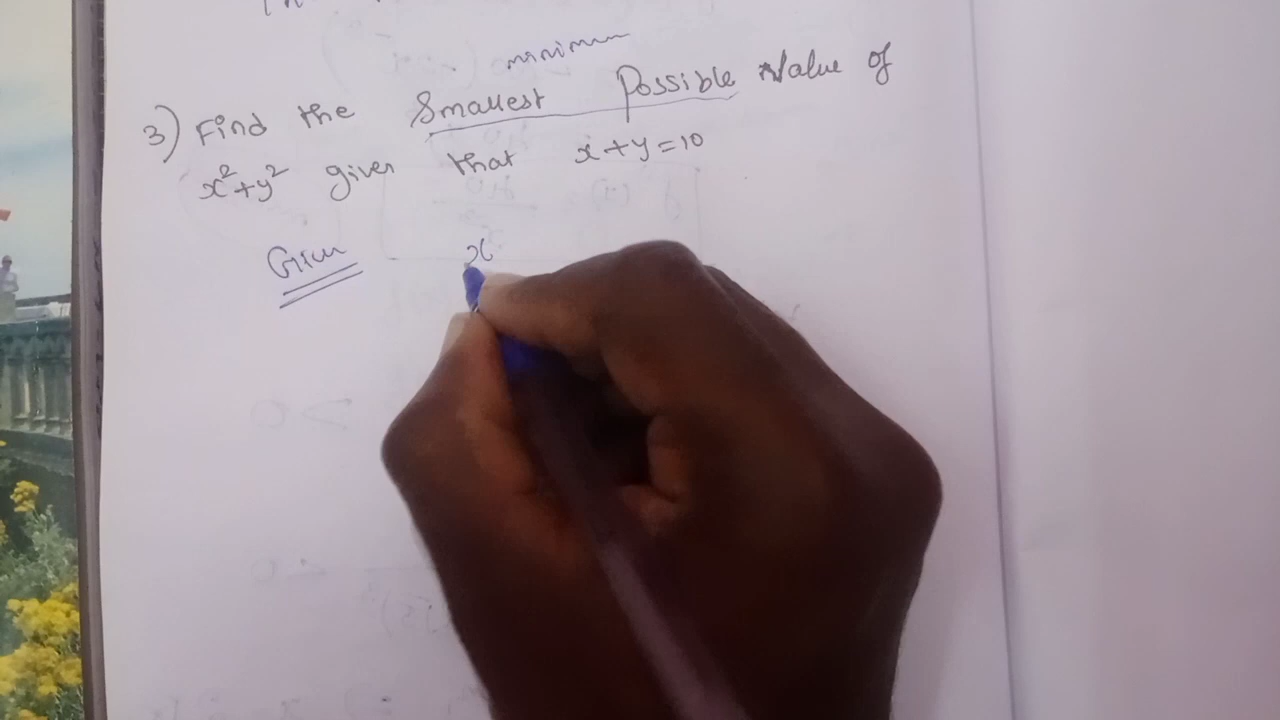 minimum
3) Find the Smallest Possible Value of
x²+y² given that x+y=10
Given x